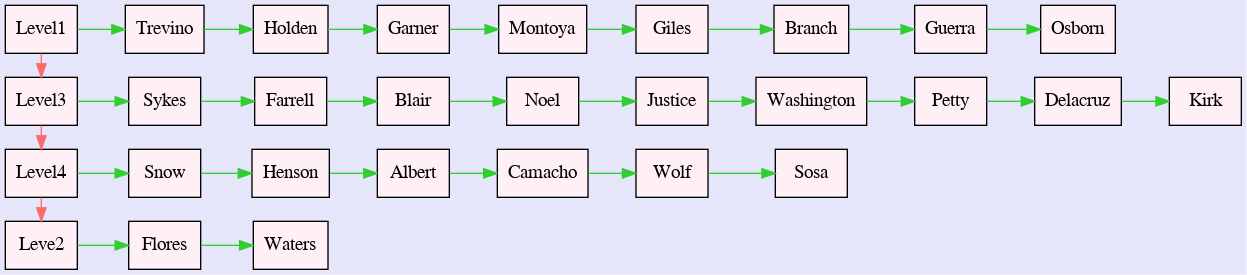 Level1 Trevino Holden Garner Montoya Giles Branch Guerra Osborn
Level3 Sykes Farrell Blair Noel Justice Washington Petty Delacruz Kirk
Level4 Snow Henson Albert Camacho Wolf Sosa
Leve2 Flores Waters